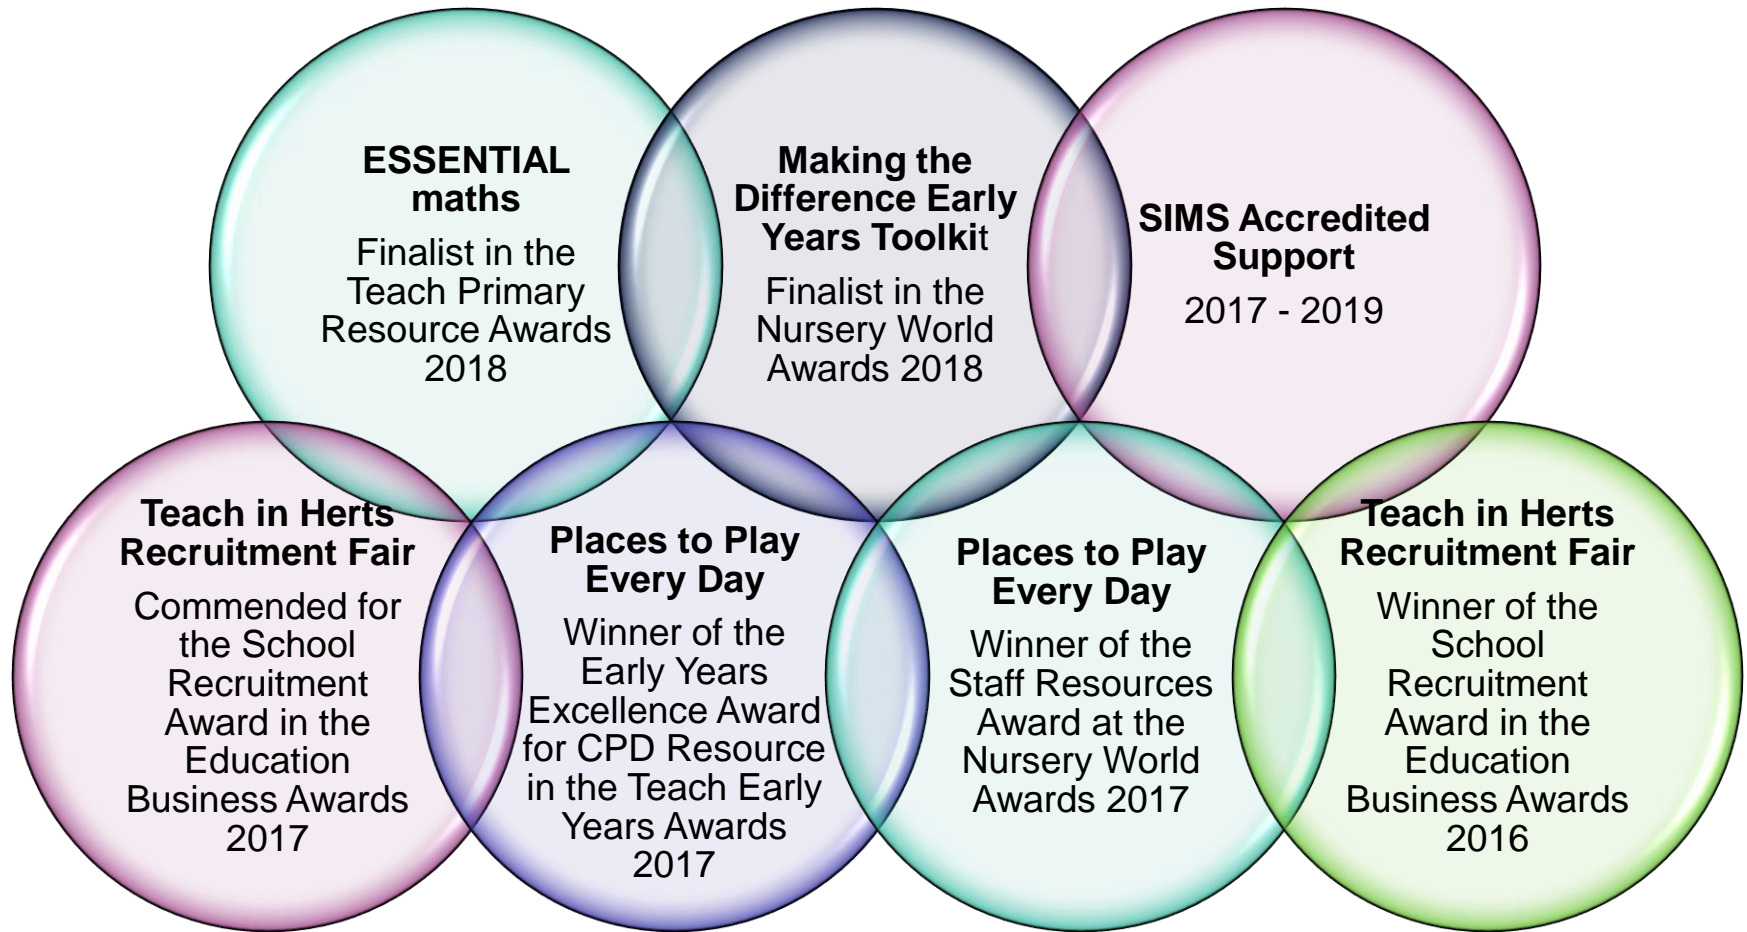 ESSENTIAL
maths
Finalist in the
Teach Primary
Resource Awards
2018
Making the
Difference Early
Years Toolkit
Finalist in the
Nursery World
Awards 2018
SIMS Accredited
Support
2017 - 2019
Teach in Herts
Recruitment Fair
Commended for
the School
Recruitment
Award in the
Education
Business Awards
2017
Places to Play
Every Day
Winner of the
Early Years
Excellence Award
for CPD Resource
in the Teach Early
Years Awards
2017
Places to Play
Every Day
Winner of the
Staff Resources
Award at the
Nursery World
Awards 2017
Teach in Herts
Recruitment Fair
Winner of the
School
Recruitment
Award in the
Education
Business Awards
2016